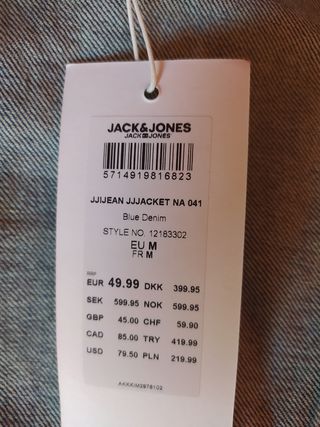 JACK&JONES
JACK&JONES
5714919816823
JJIJEAN JJJACKET NA 041
Blue Denim
STYLE NO. 12183302
EU M
FR M
RRP
EUR 49.99 DKK 399.95
SEK 599.95 NOK 599.95
GBP 45.00 CHF 59.90
CAD 85.00 TRY 419.99
USD 79.50 PLN 219.99